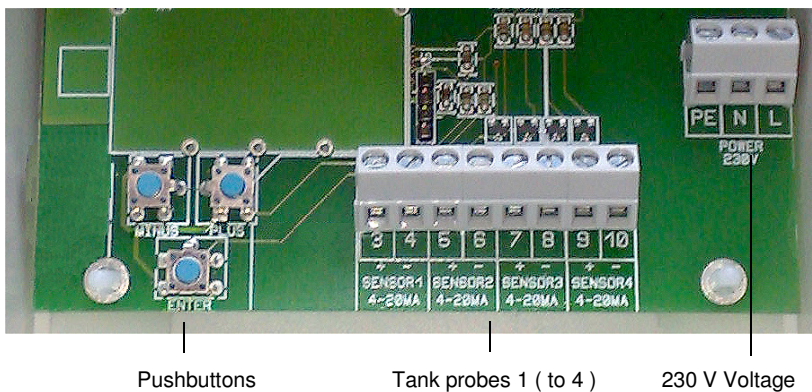 PE N L
POWER
230V
MINUS PLUS
ENTER
3 4 5 6 7 8 9 10
+ - + - + - + -
SENSOR1 SENSOR2 SENSOR3 SENSOR4
4-20MA 4-20MA 4-20MA 4-20MA
Pushbuttons Tank probes 1 ( to 4 ) 230 V Voltage